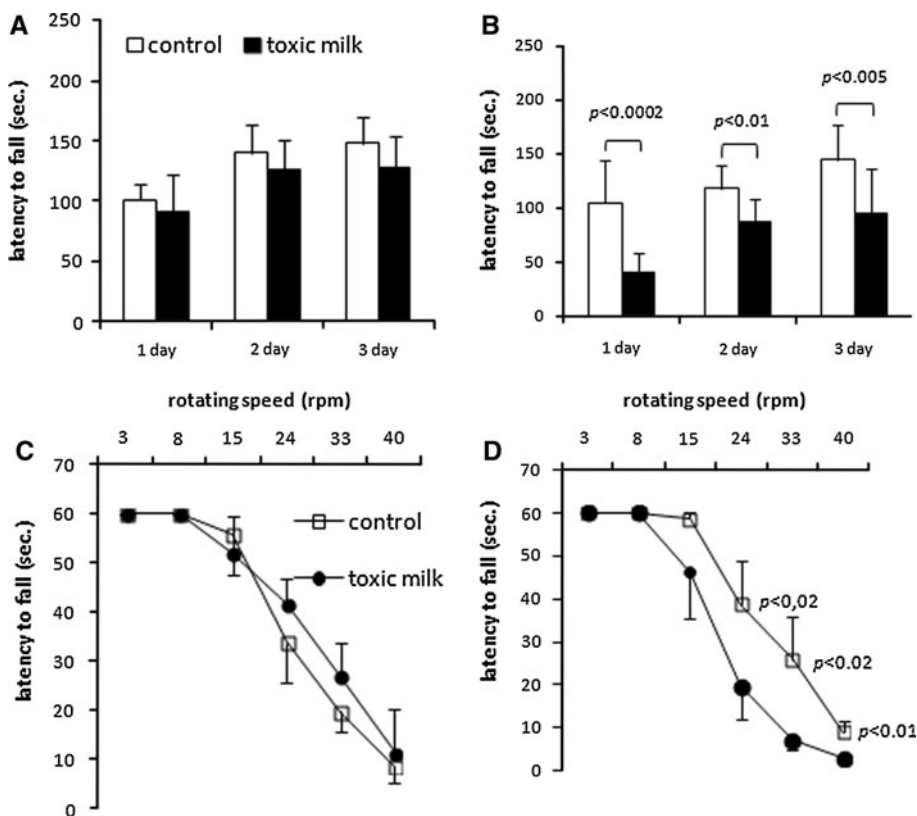 A
B
250
200
150
100
50
0
latency to fall (sec.)
control
toxic milk
1 day
2 day
3 day
250
200
150
100
50
0
latency to fall (sec.)
p<0.0002
p<0.01
p<0.005
1 day
2 day
3 day
rotating speed (rpm)
3 8 15 24 33 40
C
70
60
50
40
30
20
10
0
latency to fall (sec.)
control
toxic milk
rotating speed (rpm)
3 8 15 24 33 40
D
70
60
50
40
30
20
10
0
latency to fall (sec.)
p<0,02
p<0.02
p<0.01